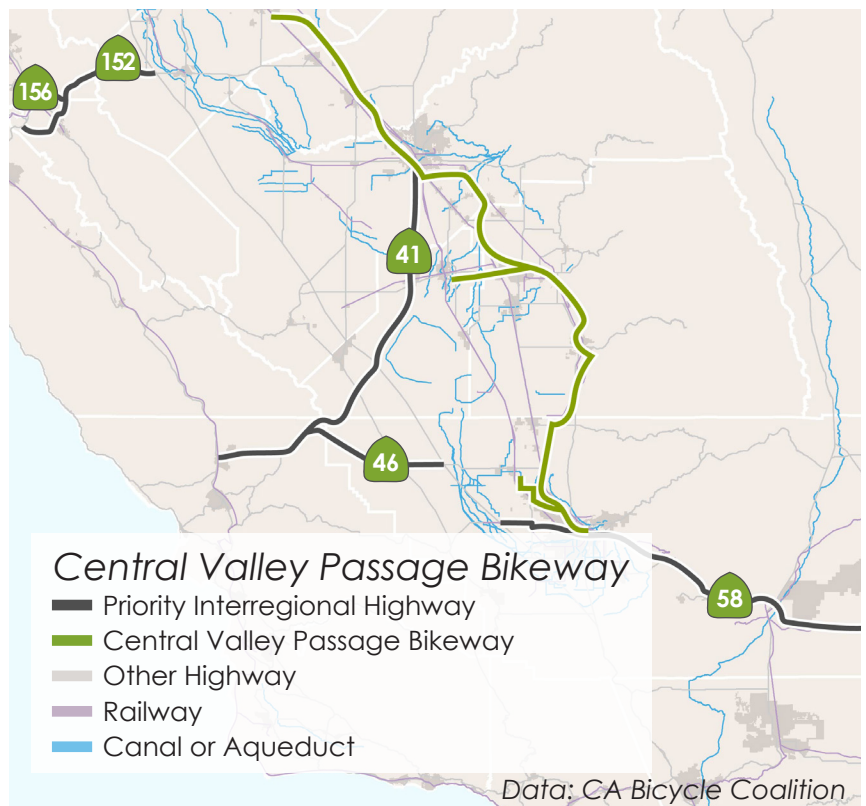 152
156
41
46
58
Central Valley Passage Bikeway
Priority Interregional Highway
Central Valley Passage Bikeway
Other Highway
Railway
Canal or Aqueduct
Data: CA Bicycle Coalition